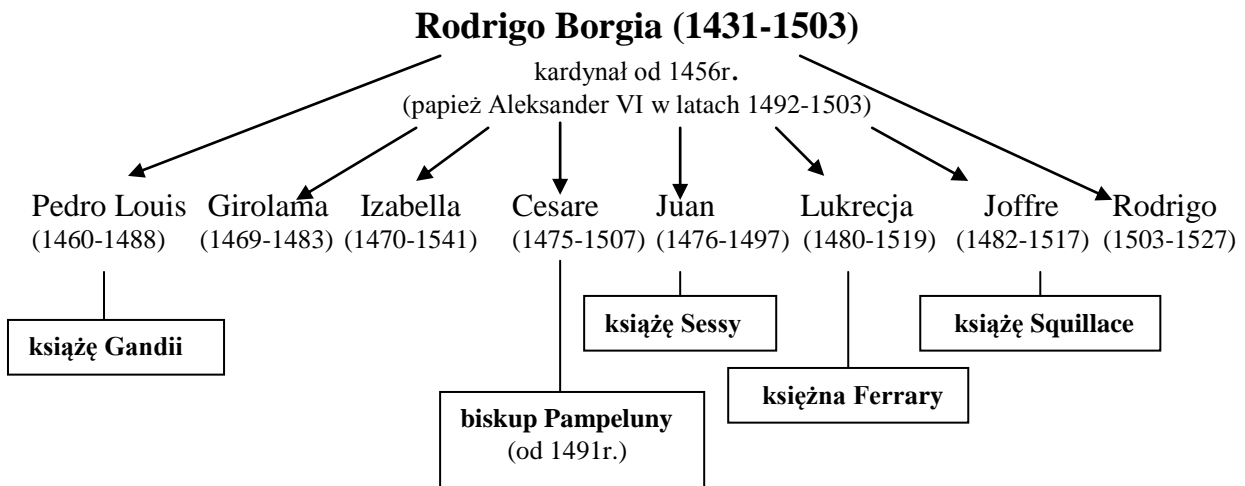 Rodrigo Borgia (1431-1503)
kardynał od 1456r.
(papież Aleksander VI w latach 1492-1503)
Pedro Louis Girolama Izabella Cesare Juan Lukrecja Joffre Rodrigo
(1460-1488) (1469-1483) (1470-1541) (1475-1507) (1476-1497) (1480-1519) (1482-1517) (1503-1527)
książę Gandii
książę Sessy
książę Squillace
księżna Ferrary
biskup Pampeluny
(od 1491r.)